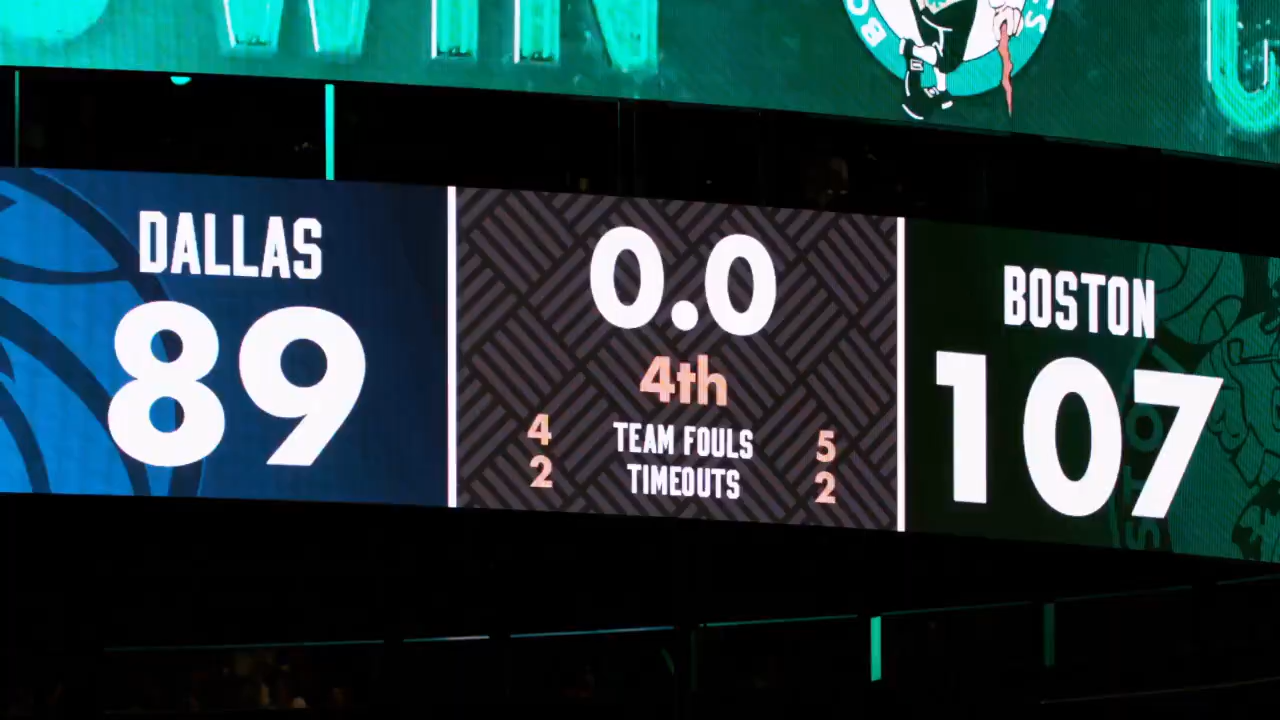 DALLAS
89
0.0
4th
4 TEAM FOULS 5
2 TIMEOUTS 2
BOSTON
107